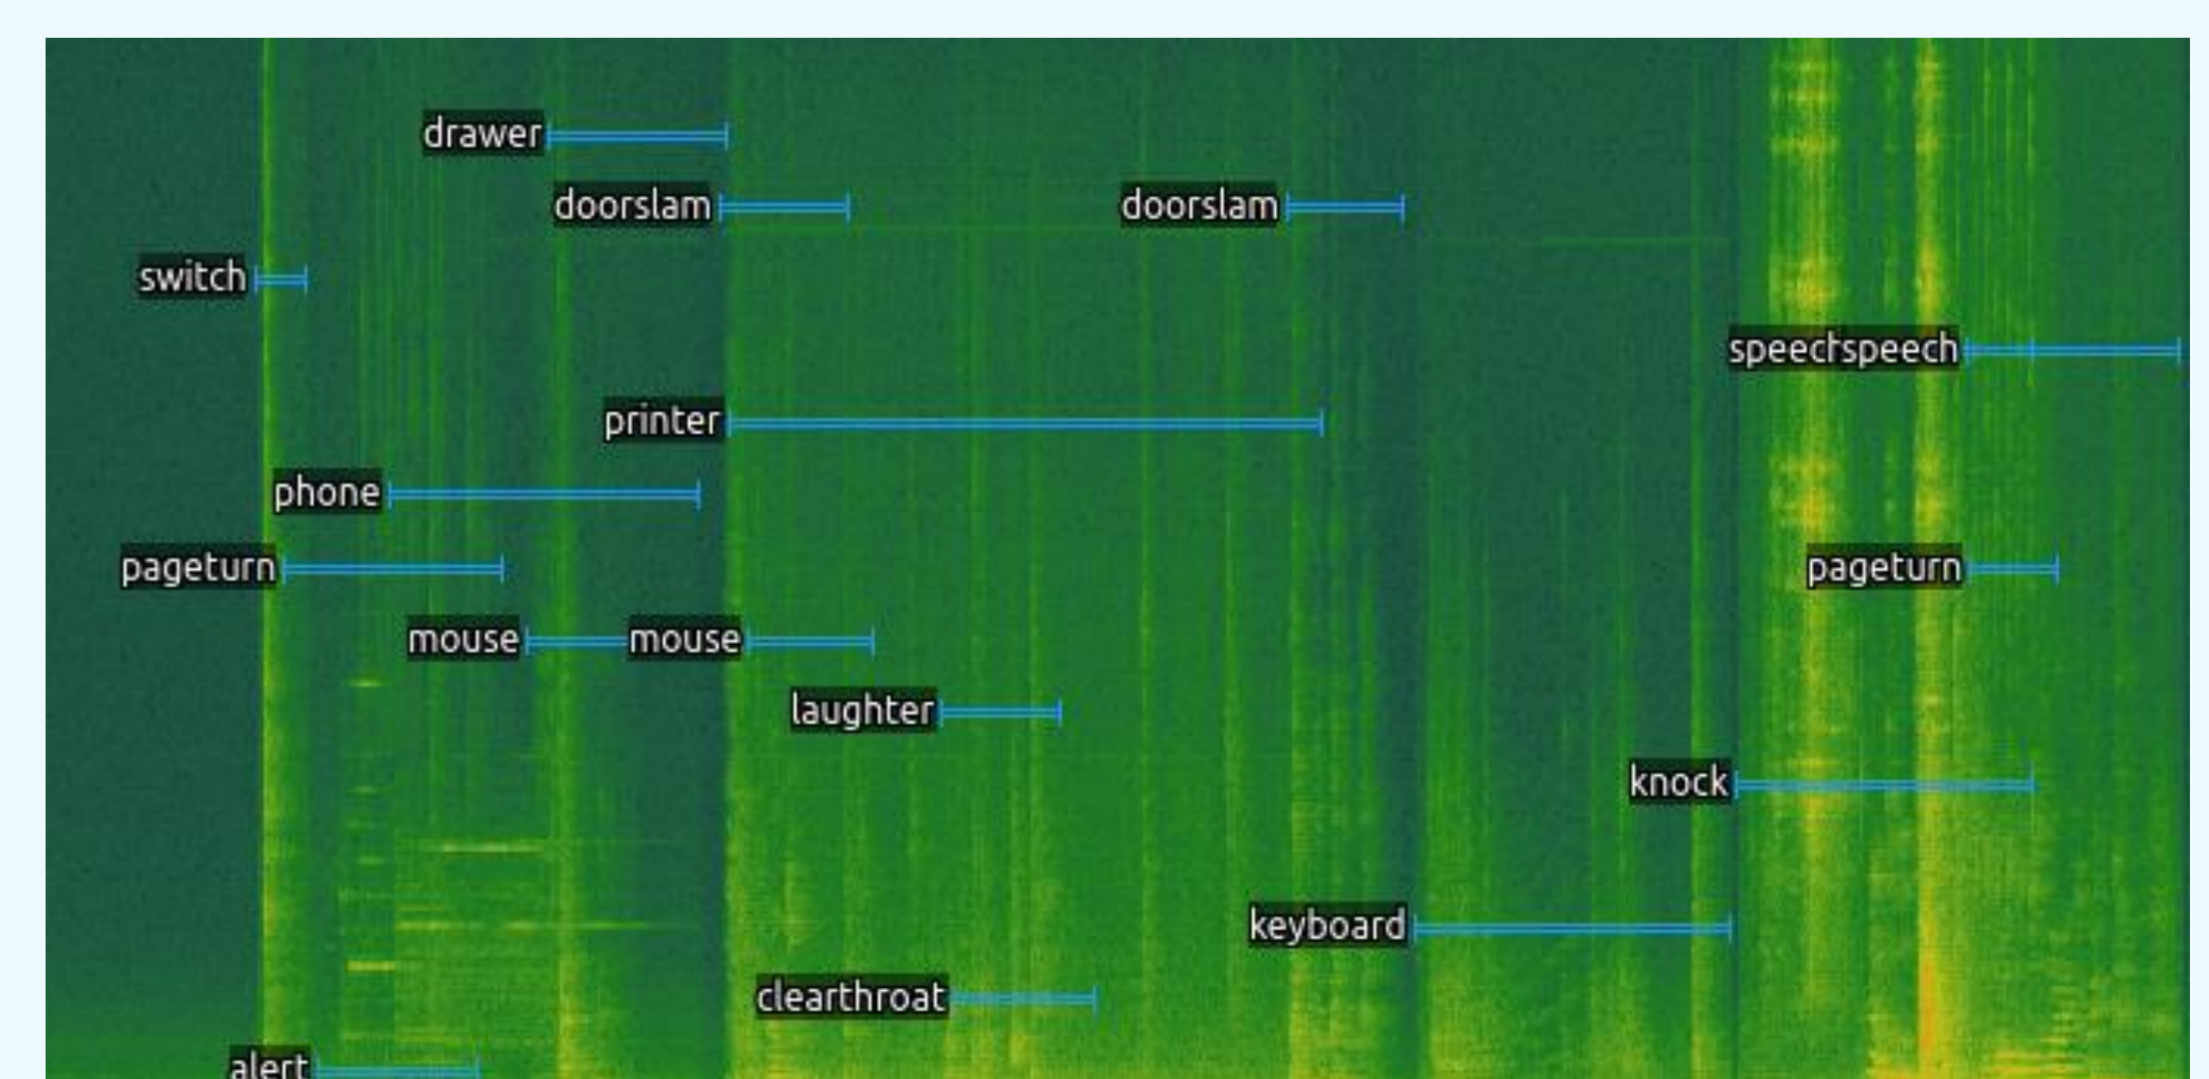 drawer
doorslam doorslam
switch
speechspeech
printer
phone
pageturn pageturn
mouse mouse
laughter
knock
keyboard
clearthroat
alert